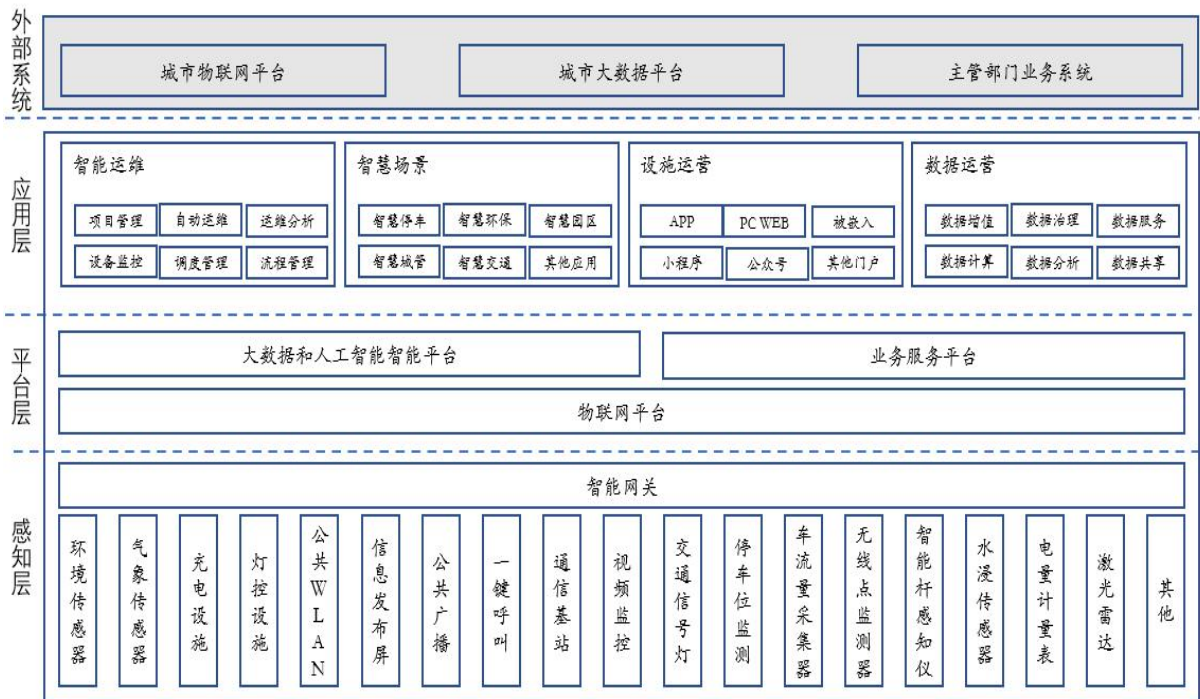 外部系统
城市物联网平台
城市大数据平台
主管部门业务系统
应用层
智能运维
项目管理
自动运维
运维分析
设备监控
调度管理
流程管理
智慧场景
智慧停车
智慧环保
智慧园区
智慧城管
智慧交通
其他应用
设施运营
APP
PC WEB
被嵌入
小程序
公众号
其他门户
数据运营
数据增值
数据治理
数据服务
数据计算
数据分析
数据共享
平台层
大数据和人工智能智能平台
业务服务平台
物联网平台
感知层
智能网关
环境传感器
气象传感器
充电设施
灯控设施
公共WLAN
信息发布屏
公共广播
一键呼叫
通信基站
视频监控
交通信号灯
停车位监测
车流量采集器
无线点监测器
智能杆感知仪
水浸传感器
电量计量表
激光雷达
其他